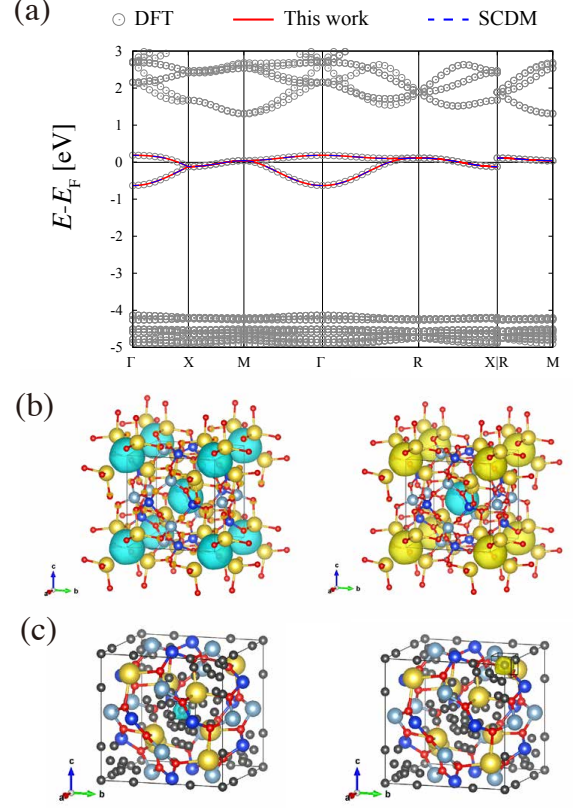 (a)
DFT This work SCDM
E-E_F [eV]
3
2
1
0
-1
-2
-3
-4
-5
Γ X M Γ R X|R M
(b)
c a b c a b
(c)
c a b c a b